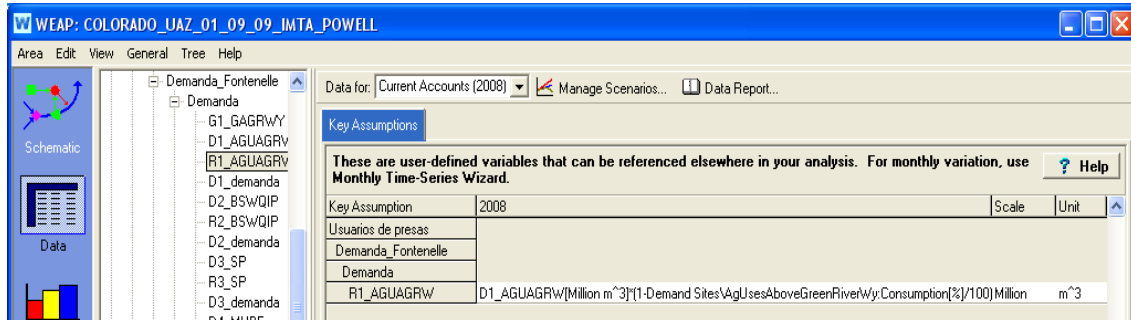 WEAP: COLORADO_UAZ_01_09_09_IMTA_POWELL
Area Edit View General Tree Help
Schematic
Data
Demanda_Fontenelle
Demanda
G1_GAGRWY
D1_AGUAGRV
R1_AGUAGRV
D1_demanda
D2_BSWQIP
R2_BSWQIP
D2_demanda
D3_SP
R3_SP
D3_demanda
Data for: Current Accounts (2008) Manage Scenarios... Data Report...
Key Assumptions
These are user-defined variables that can be referenced elsewhere in your analysis. For monthly variation, use
Monthly Time-Series Wizard.
? Help
Key Assumption 2008 Scale Unit
Usuarios de presas
Demanda_Fontenelle
Demanda
R1_AGUAGRW D1_AGUAGRW[Million m^3]*(1-Demand Sites\AgUsesAboveGreenRiverWy:Consumption[%]/100) Million m^3